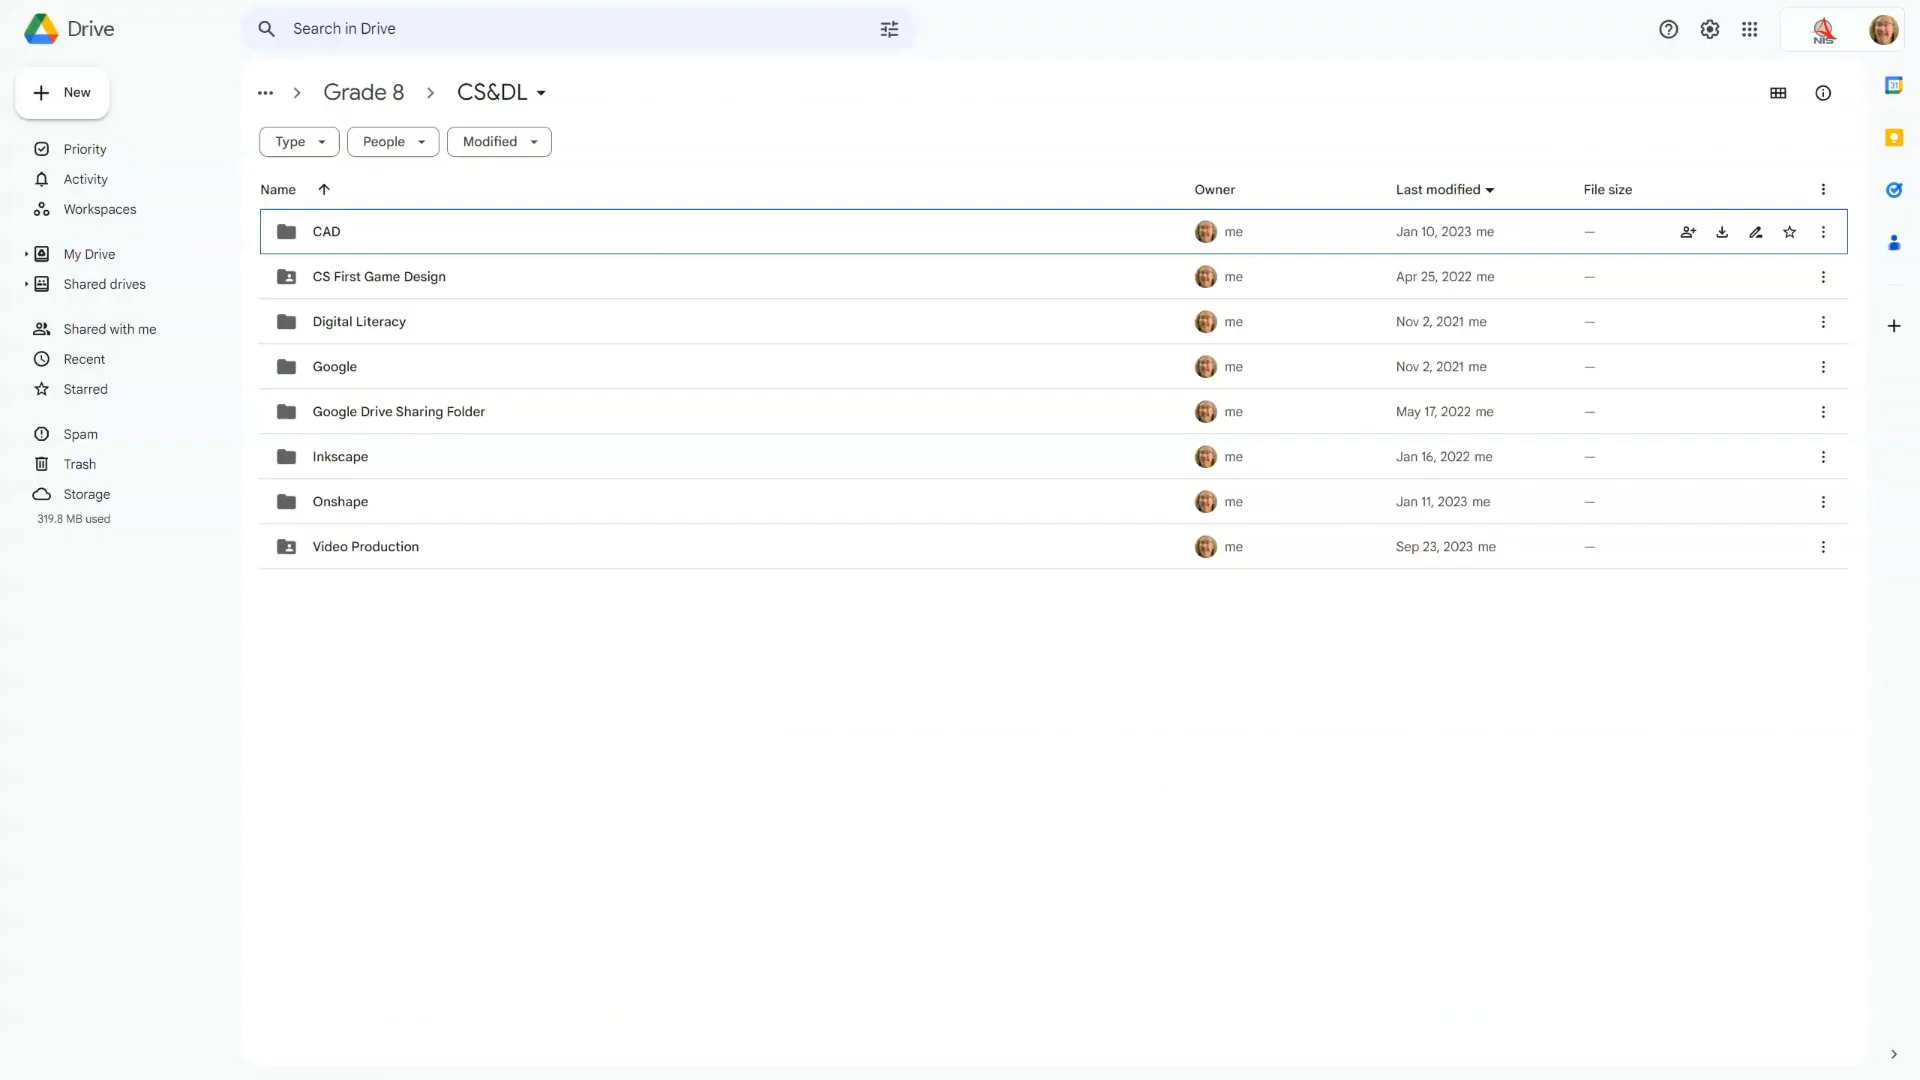 Drive
Search in Drive
NIS
New
Grade 8
CS&DL
31
Type
People
Modified
Priority
Activity
Workspaces
My Drive
Shared drives
Shared with me
Recent
Starred
Spam
Trash
Storage
319.8 MB used
Name Owner Last modified File size
CAD me Jan 10, 2023 me —
CS First Game Design me Apr 25, 2022 me —
Digital Literacy me Nov 2, 2021 me —
Google me Nov 2, 2021 me —
Google Drive Sharing Folder me May 17, 2022 me —
Inkscape me Jan 16, 2022 me —
Onshape me Jan 11, 2023 me —
Video Production me Sep 23, 2023 me —